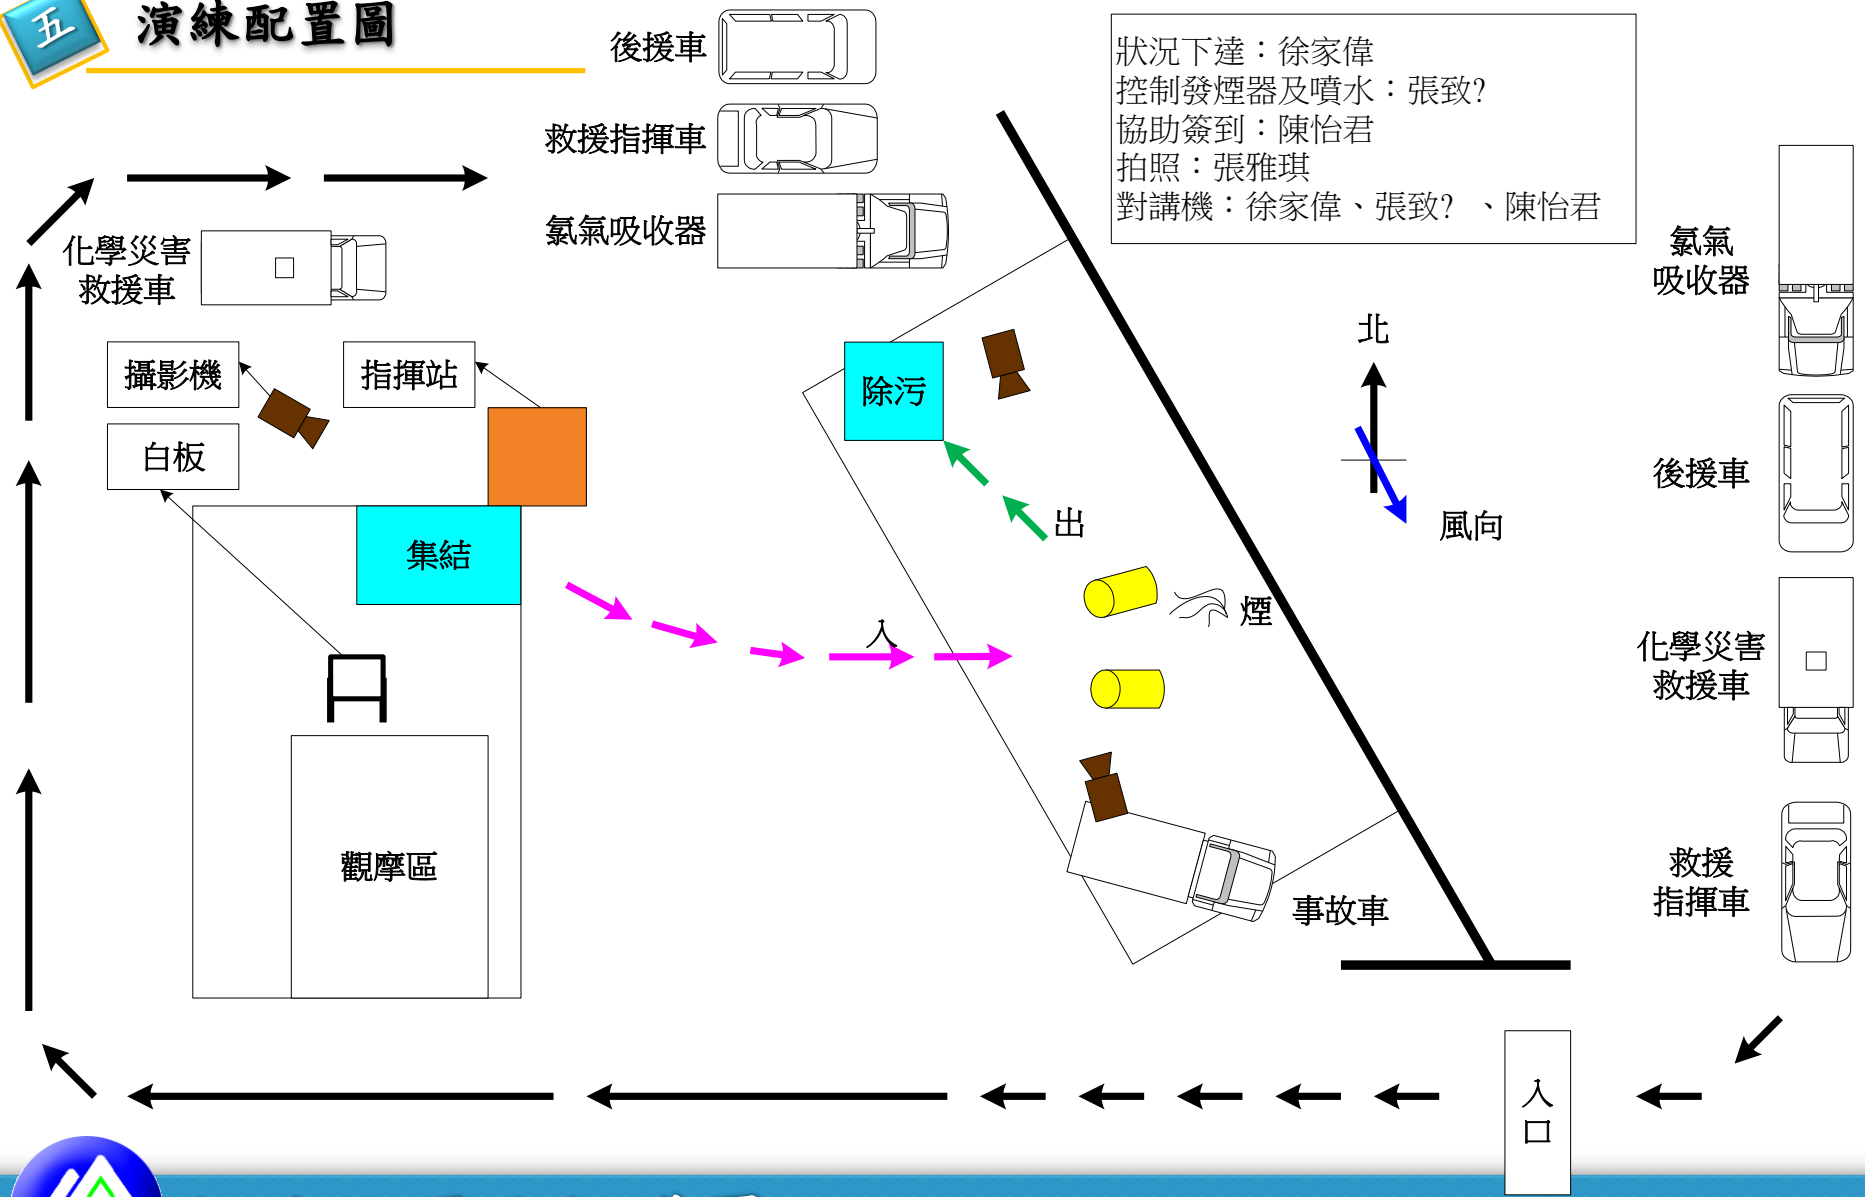 五
演練配置圖
後援車
救援指揮車
氯氣吸收器
狀況下達：徐家偉
控制發煙器及噴水：張致?
協助簽到：陳怡君
拍照：張雅琪
對講機：徐家偉、張致? 、陳怡君
化學災害
救援車
攝影機
指揮站
白板
集結
觀摩區
除污
出
入
煙
北
風向
事故車
氯氣
吸收器
後援車
化學災害
救援車
救援
指揮車
入
口